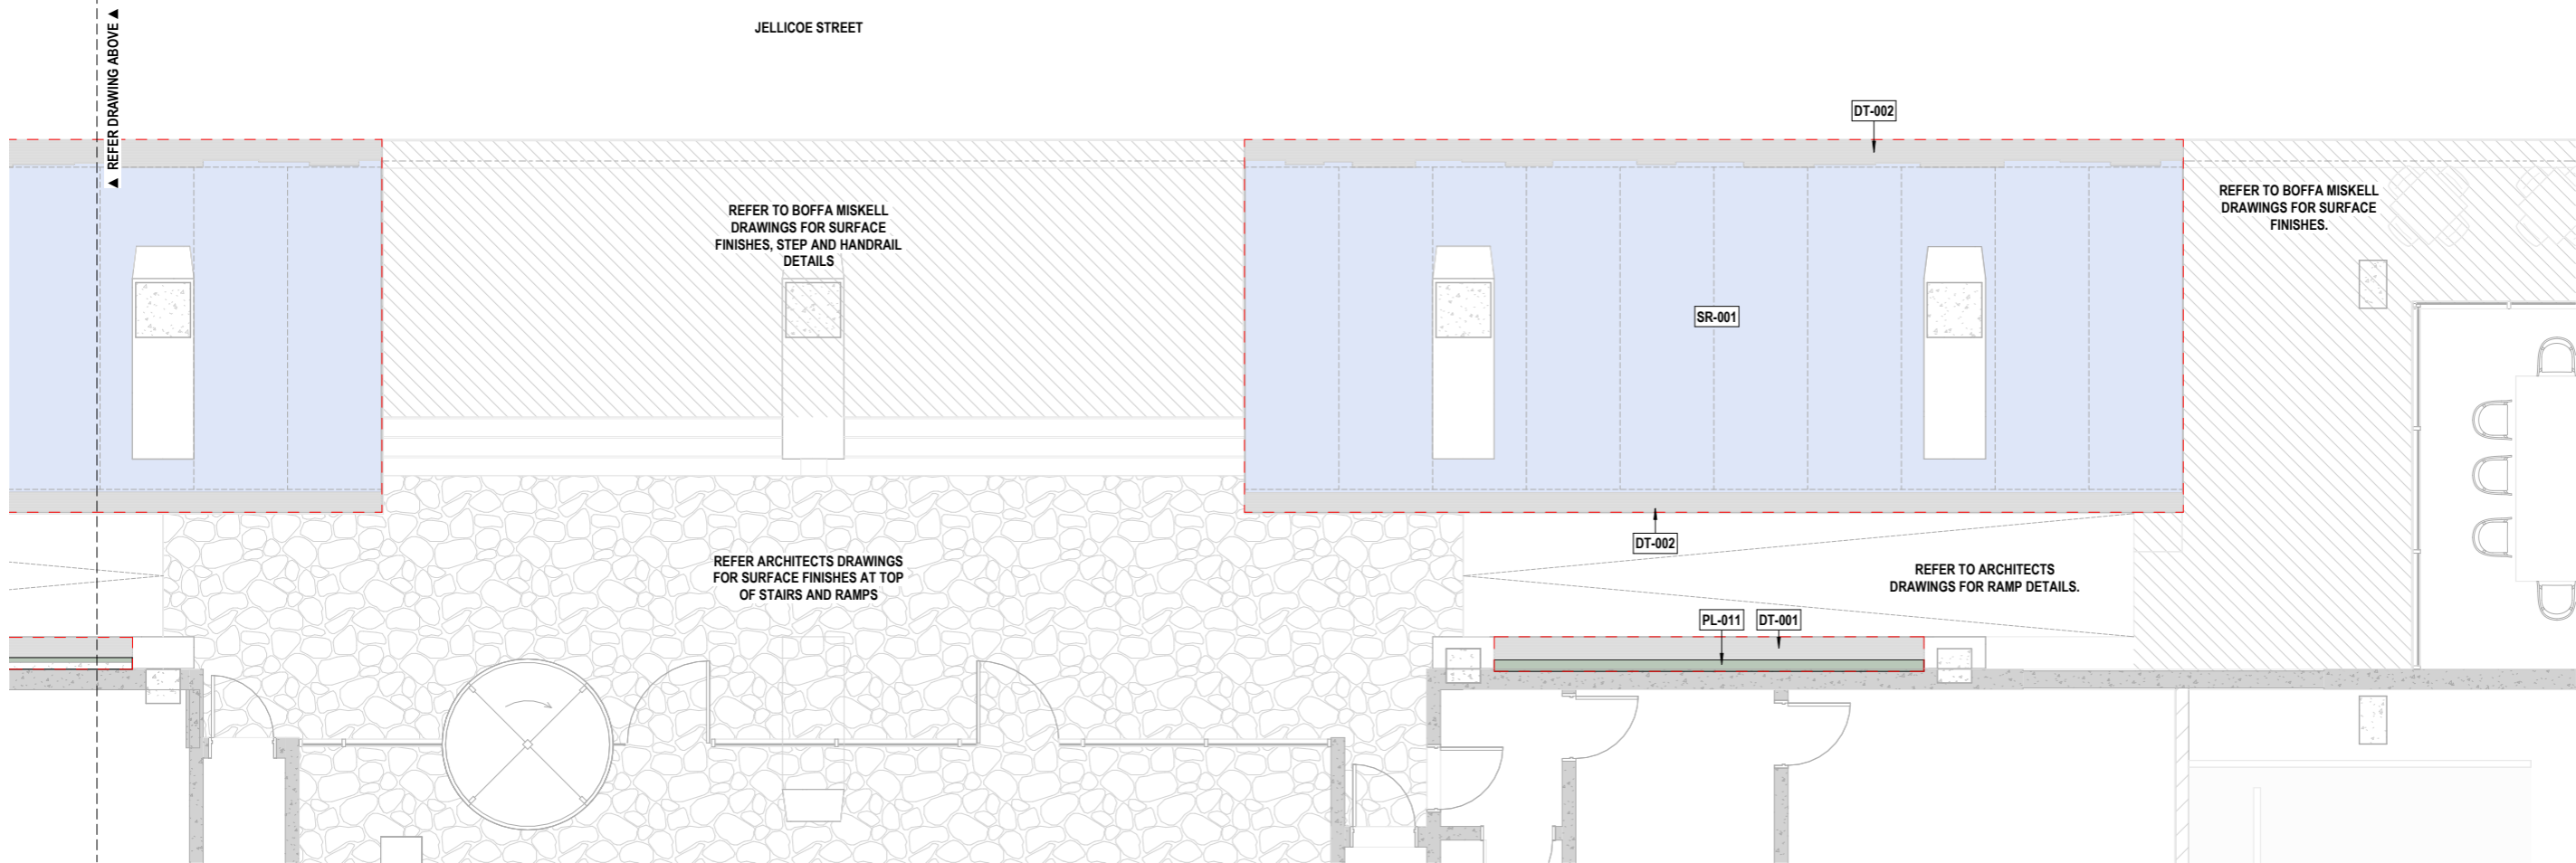 JELLICOE STREET
▲ REFER DRAWING ABOVE ▲
DT-002
REFER TO BOFFA MISKELL
DRAWINGS FOR SURFACE
FINISHES, STEP AND HANDRAIL
DETAILS
REFER TO BOFFA MISKELL
DRAWINGS FOR SURFACE
FINISHES.
SR-001
DT-002
REFER ARCHITECTS DRAWINGS
FOR SURFACE FINISHES AT TOP
OF STAIRS AND RAMPS
REFER TO ARCHITECTS
DRAWINGS FOR RAMP DETAILS.
PL-011
DT-001